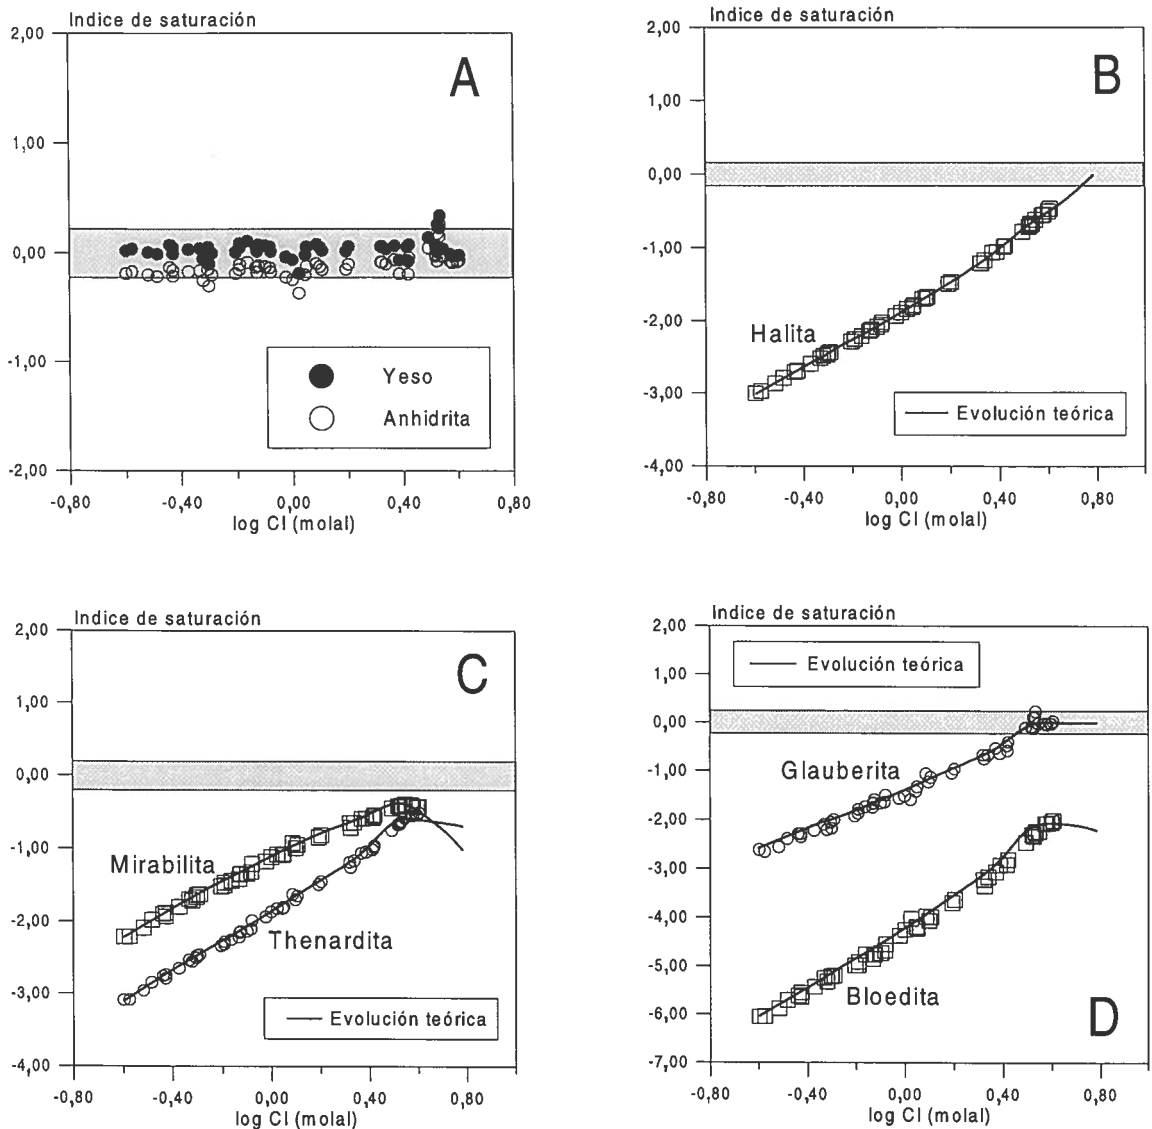 Indice de saturación
2,00
1,00
0,00
-1,00
-2,00
A
Yeso
Anhidrita
-0,80
-0,40
0,00
0,40
0,80
log Cl (molal)
Indice de saturación
2,00
1,00
0,00
-1,00
-2,00
-3,00
-4,00
B
Halita
Evolución teórica
-0,80
-0,40
0,00
0,40
0,80
log Cl (molal)
Indice de saturación
2,00
1,00
0,00
-1,00
-2,00
-3,00
-4,00
C
Mirabilita
Thenardita
Evolución teórica
-0,80
-0,40
0,00
0,40
0,80
log Cl (molal)
Indice de saturación
2,00
1,00
0,00
-1,00
-2,00
-3,00
-4,00
-5,00
-6,00
-7,00
Evolución teórica
Glauberita
Bloedita
D
-0,80
-0,40
0,00
0,40
0,80
log Cl (molal)